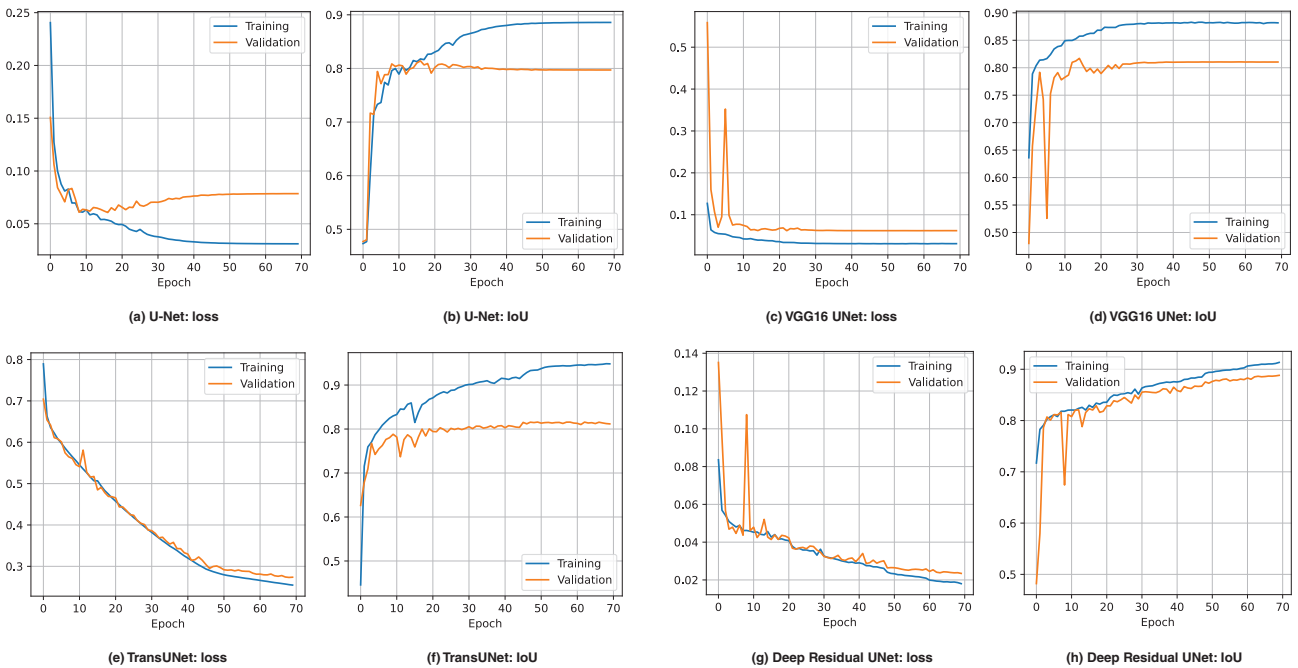 0.25
0.20
0.15
0.10
0.05
0 10 20 30 40 50 60 70
Epoch
Training
Validation
(a) U-Net: loss
0.9
0.8
0.7
0.6
0.5
0 10 20 30 40 50 60 70
Epoch
Training
Validation
(b) U-Net: IoU
0.5
0.4
0.3
0.2
0.1
0 10 20 30 40 50 60 70
Epoch
Training
Validation
(c) VGG16 UNet: loss
0.90
0.85
0.80
0.75
0.70
0.65
0.60
0.55
0.50
0 10 20 30 40 50 60 70
Epoch
Training
Validation
(d) VGG16 UNet: IoU
0.8
0.7
0.6
0.5
0.4
0.3
0 10 20 30 40 50 60 70
Epoch
Training
Validation
(e) TransUNet: loss
0.9
0.8
0.7
0.6
0.5
0 10 20 30 40 50 60 70
Epoch
Training
Validation
(f) TransUNet: IoU
0.14
0.12
0.10
0.08
0.06
0.04
0.02
0 10 20 30 40 50 60 70
Epoch
Training
Validation
(g) Deep Residual UNet: loss
0.9
0.8
0.7
0.6
0.5
0 10 20 30 40 50 60 70
Epoch
Training
Validation
(h) Deep Residual UNet: IoU